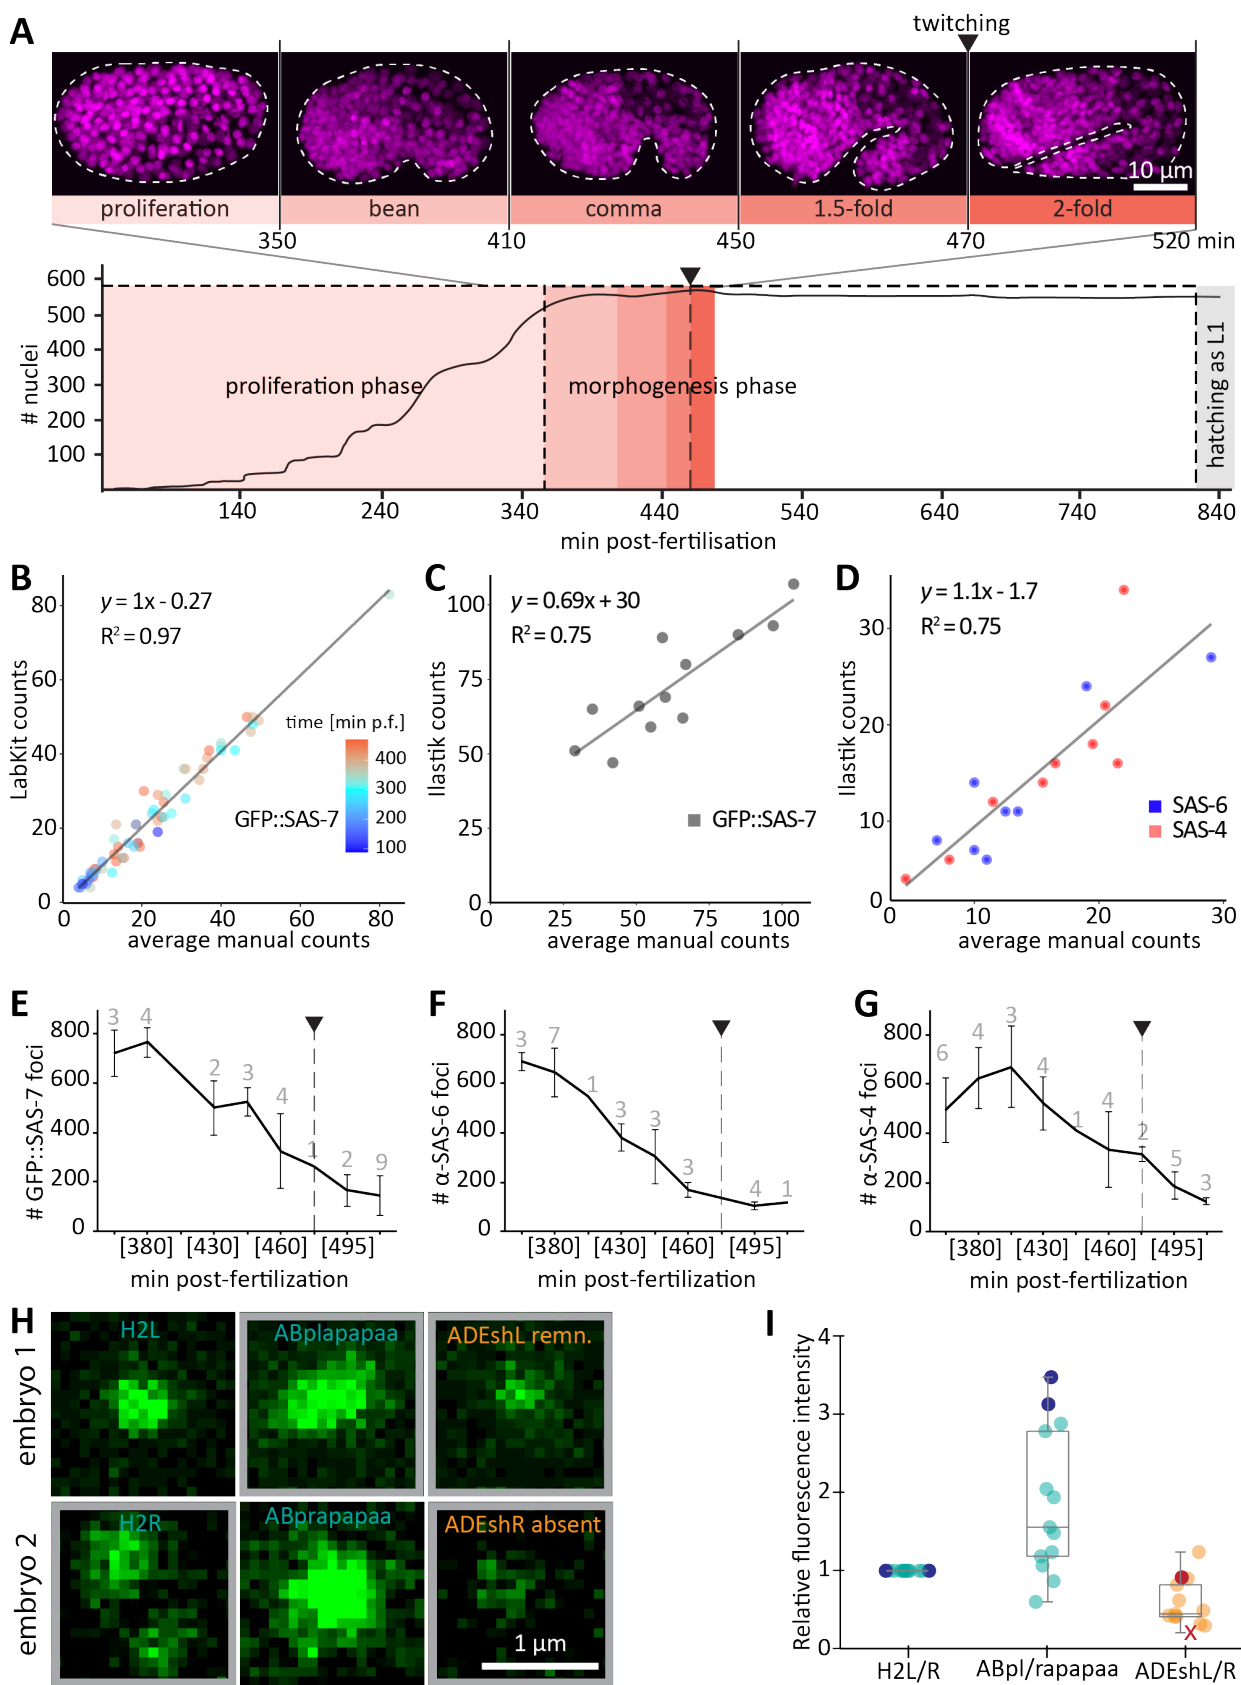 A
twitching
10 µm
proliferation
bean
comma
1.5-fold
2-fold
350
410
450
470
520 min
600
500
400
300
200
100
# nuclei
proliferation phase
morphogenesis phase
hatching as L1
140
240
340
440
540
640
740
840
min post-fertilisation
B
y = 1x - 0.27
R² = 0.97
80
60
40
20
0
LabKit counts
time [min p.f.]
400
300
200
100
GFP::SAS-7
0
20
40
60
80
average manual counts
C
y = 0.69x + 30
R² = 0.75
100
75
50
25
0
Ilastik counts
GFP::SAS-7
0
25
50
75
100
average manual counts
D
y = 1.1x - 1.7
R² = 0.75
30
20
10
0
Ilastik counts
SAS-6
SAS-4
0
10
20
30
average manual counts
E
800
600
400
200
0
# GFP::SAS-7 foci
3
4
2
3
4
1
2
9
[380]
[430]
[460]
[495]
min post-fertilization
F
800
600
400
200
0
# α-SAS-6 foci
3
7
1
3
3
3
4
1
[380]
[430]
[460]
[495]
min post-fertilization
G
800
600
400
200
0
# α-SAS-4 foci
6
4
3
4
1
4
2
5
3
[380]
[430]
[460]
[495]
min post-fertilization
H
embryo 1
H2L
ABplapapaa
ADEshL remn.
embryo 2
H2R
ABprapapaa
ADEshR absent
1 µm
I
4
3
2
1
0
Relative fluorescence intensity
X
H2L/R
ABpl/rapapaa
ADEshL/R